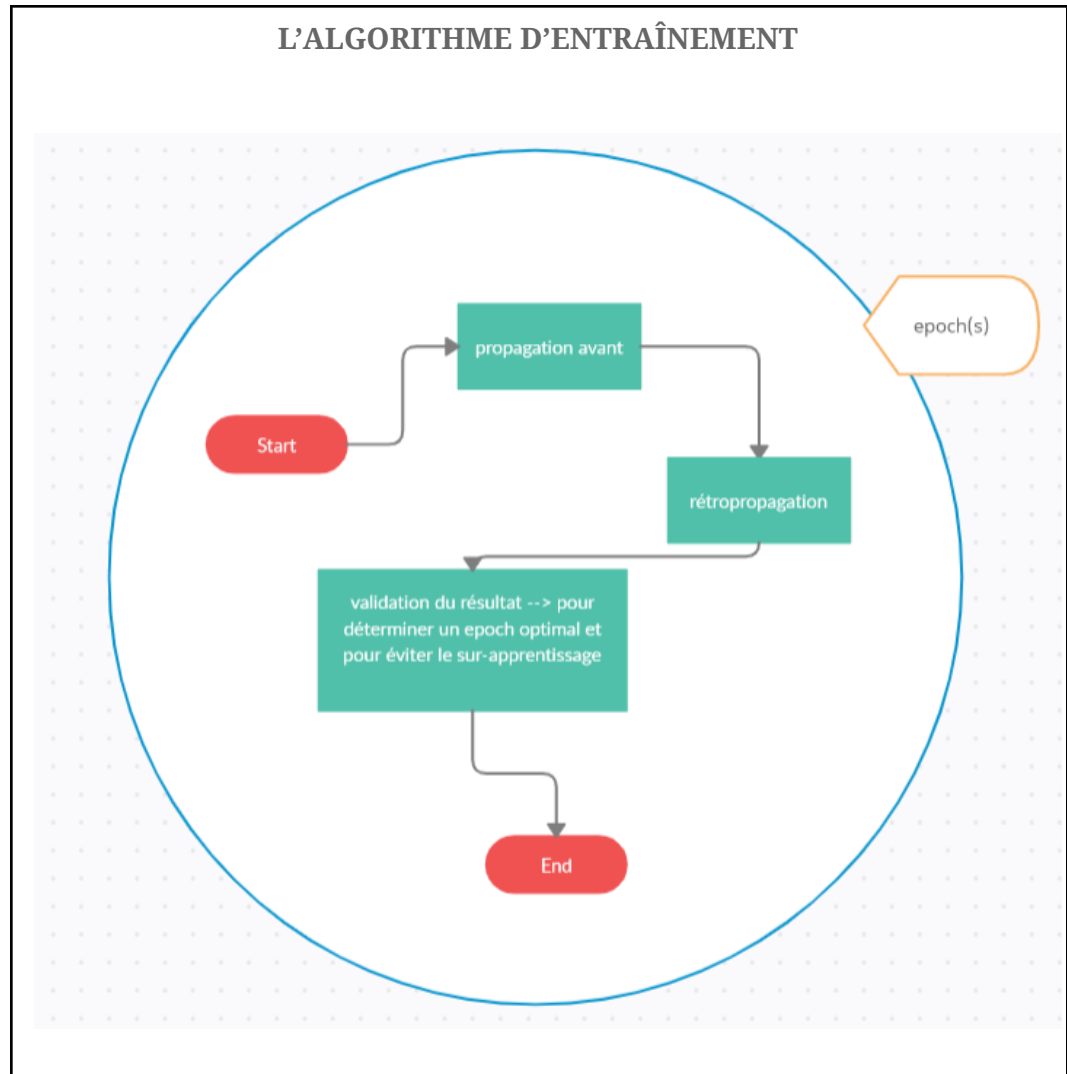 L’ALGORITHME D’ENTRAÎNEMENT
epoch(s)
propagation avant
Start
rétropropagation
validation du résultat --> pour
déterminer un epoch optimal et
pour éviter le sur-apprentissage
End